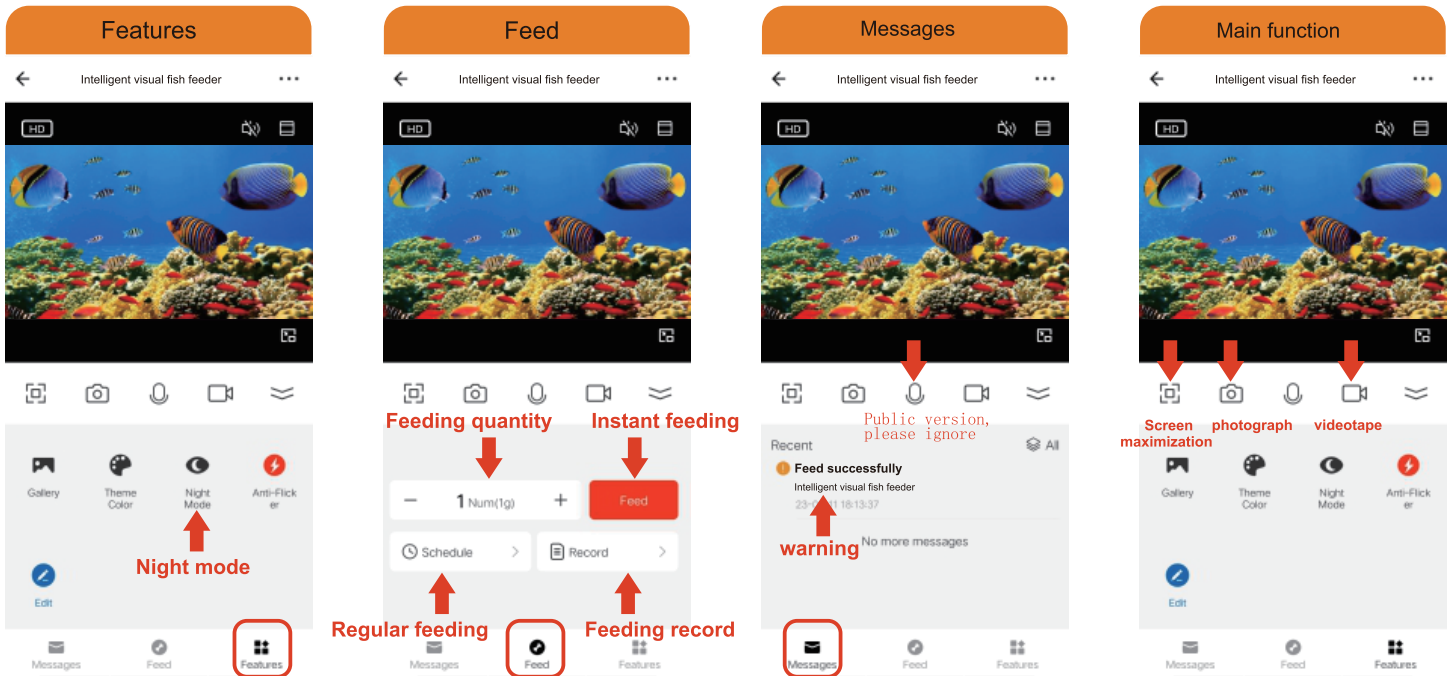 Features
Intelligent visual fish feeder
HD
Gallery
Theme
Color
Night
Mode
Anti-Flick
er
Night mode
Edit
Messages
Feed
Features
Feed
Intelligent visual fish feeder
HD
Feeding quantity
Instant feeding
1 Num(1g)
Feed
Schedule
Record
Regular feeding
Feeding record
Messages
Feed
Features
Messages
Intelligent visual fish feeder
HD
Public version,
please ignore
Recent
All
Feed successfully
Intelligent visual fish feeder
18:13:37
warning
No more messages
Messages
Feed
Features
Main function
Intelligent visual fish feeder
HD
Screen
maximization
photograph
videotape
Gallery
Theme
Color
Night
Mode
Anti-Flick
er
Edit
Messages
Feed
Features